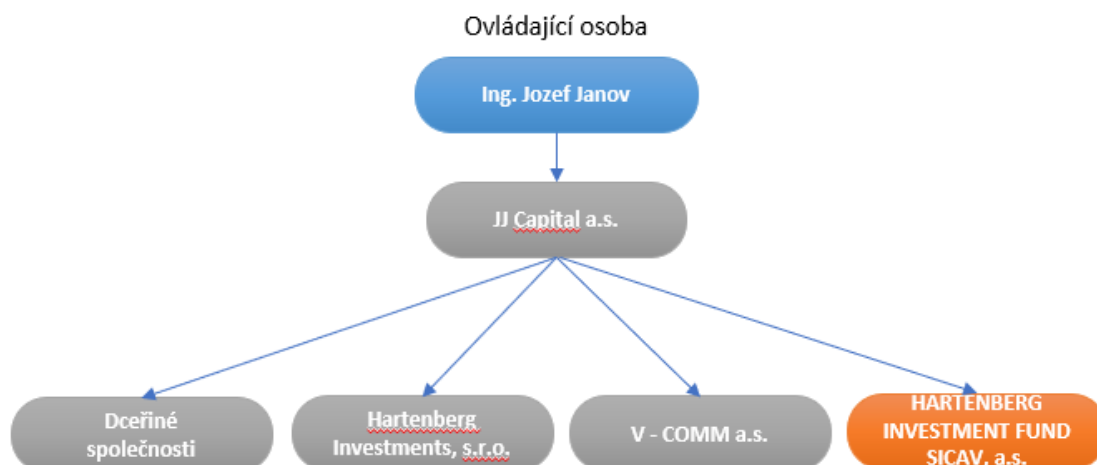 Ovládající osoba
Ing. Jozef Janov
JJ Capital a.s.
Dceřiné
společnosti
Hartenberg
Investments, s.r.o.
V - COMM a.s.
HARTENBERG
INVESTMENT FUND
SICAV, a.s.